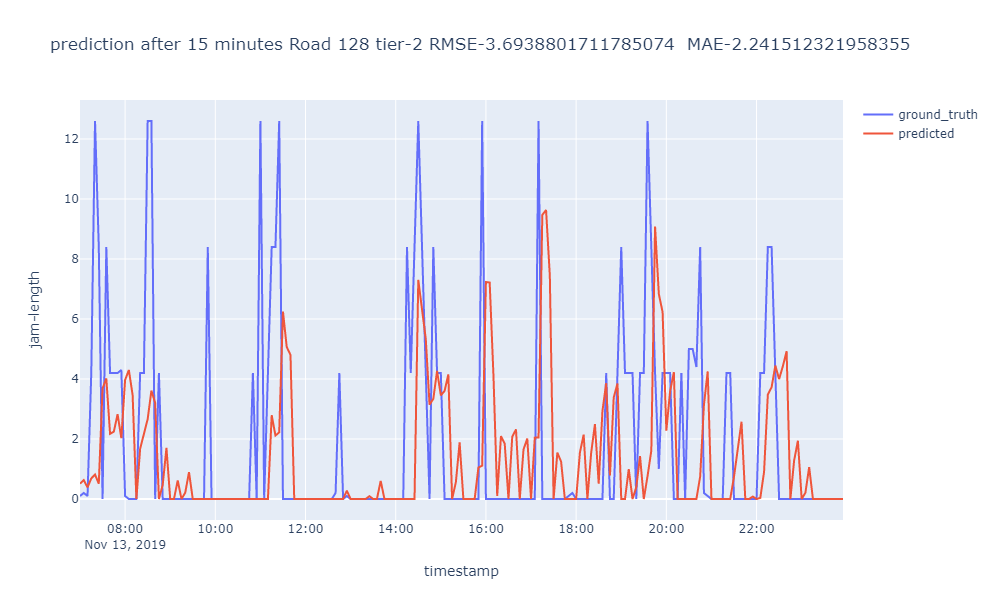 prediction after 15 minutes Road 128 tier-2 RMSE-3.6938801711785074 MAE-2.241512321958355
ground_truth
predicted
12
10
8
6
4
2
0
jam-length
08:00 10:00 12:00 14:00 16:00 18:00 20:00 22:00
Nov 13, 2019
timestamp